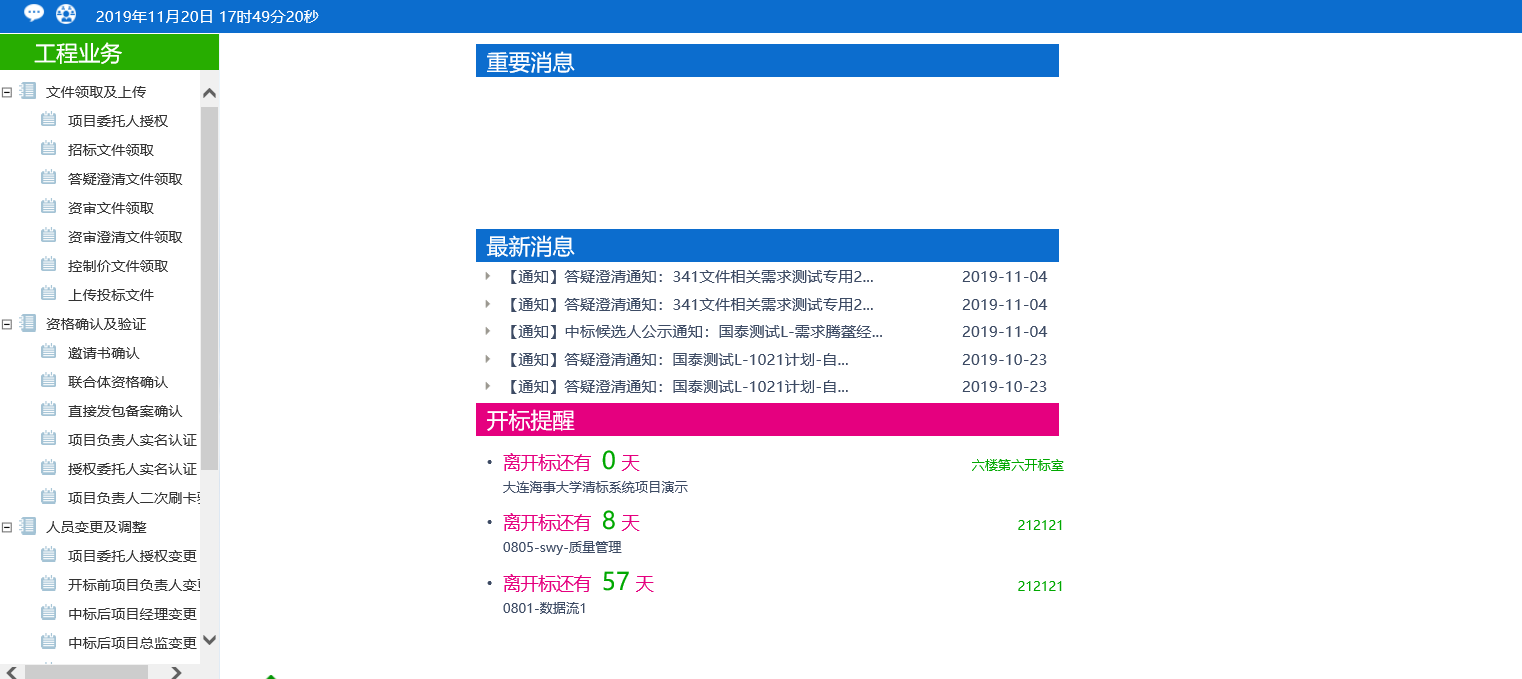 2019年11月20日 17时49分20秒
工程业务
文件领取及上传
项目委托人授权
招标文件领取
答疑澄清文件领取
资审文件领取
资审澄清文件领取
控制价文件领取
上传投标文件
资格确认及验证
邀请书确认
联合体资格确认
直接发包备案确认
项目负责人实名认证
授权委托人实名认证
项目负责人二次刷卡
人员变更及调整
项目委托人授权变更
开标前项目负责人变
中标后项目经理变更
中标后项目总监变更
重要消息
最新消息
【通知】答疑澄清通知：341文件相关需求测试专用2... 2019-11-04
【通知】答疑澄清通知：341文件相关需求测试专用2... 2019-11-04
【通知】中标候选人公示通知：国泰测试L-需求腾鳌经... 2019-11-04
【通知】答疑澄清通知：国泰测试L-1021计划-自... 2019-10-23
【通知】答疑澄清通知：国泰测试L-1021计划-自... 2019-10-23
开标提醒
离开标还有 0 天 六楼第六开标室
大连海事大学清标系统项目演示
离开标还有 8 天 212121
0805-swy-质量管理
离开标还有 57 天 212121
0801-数据流1